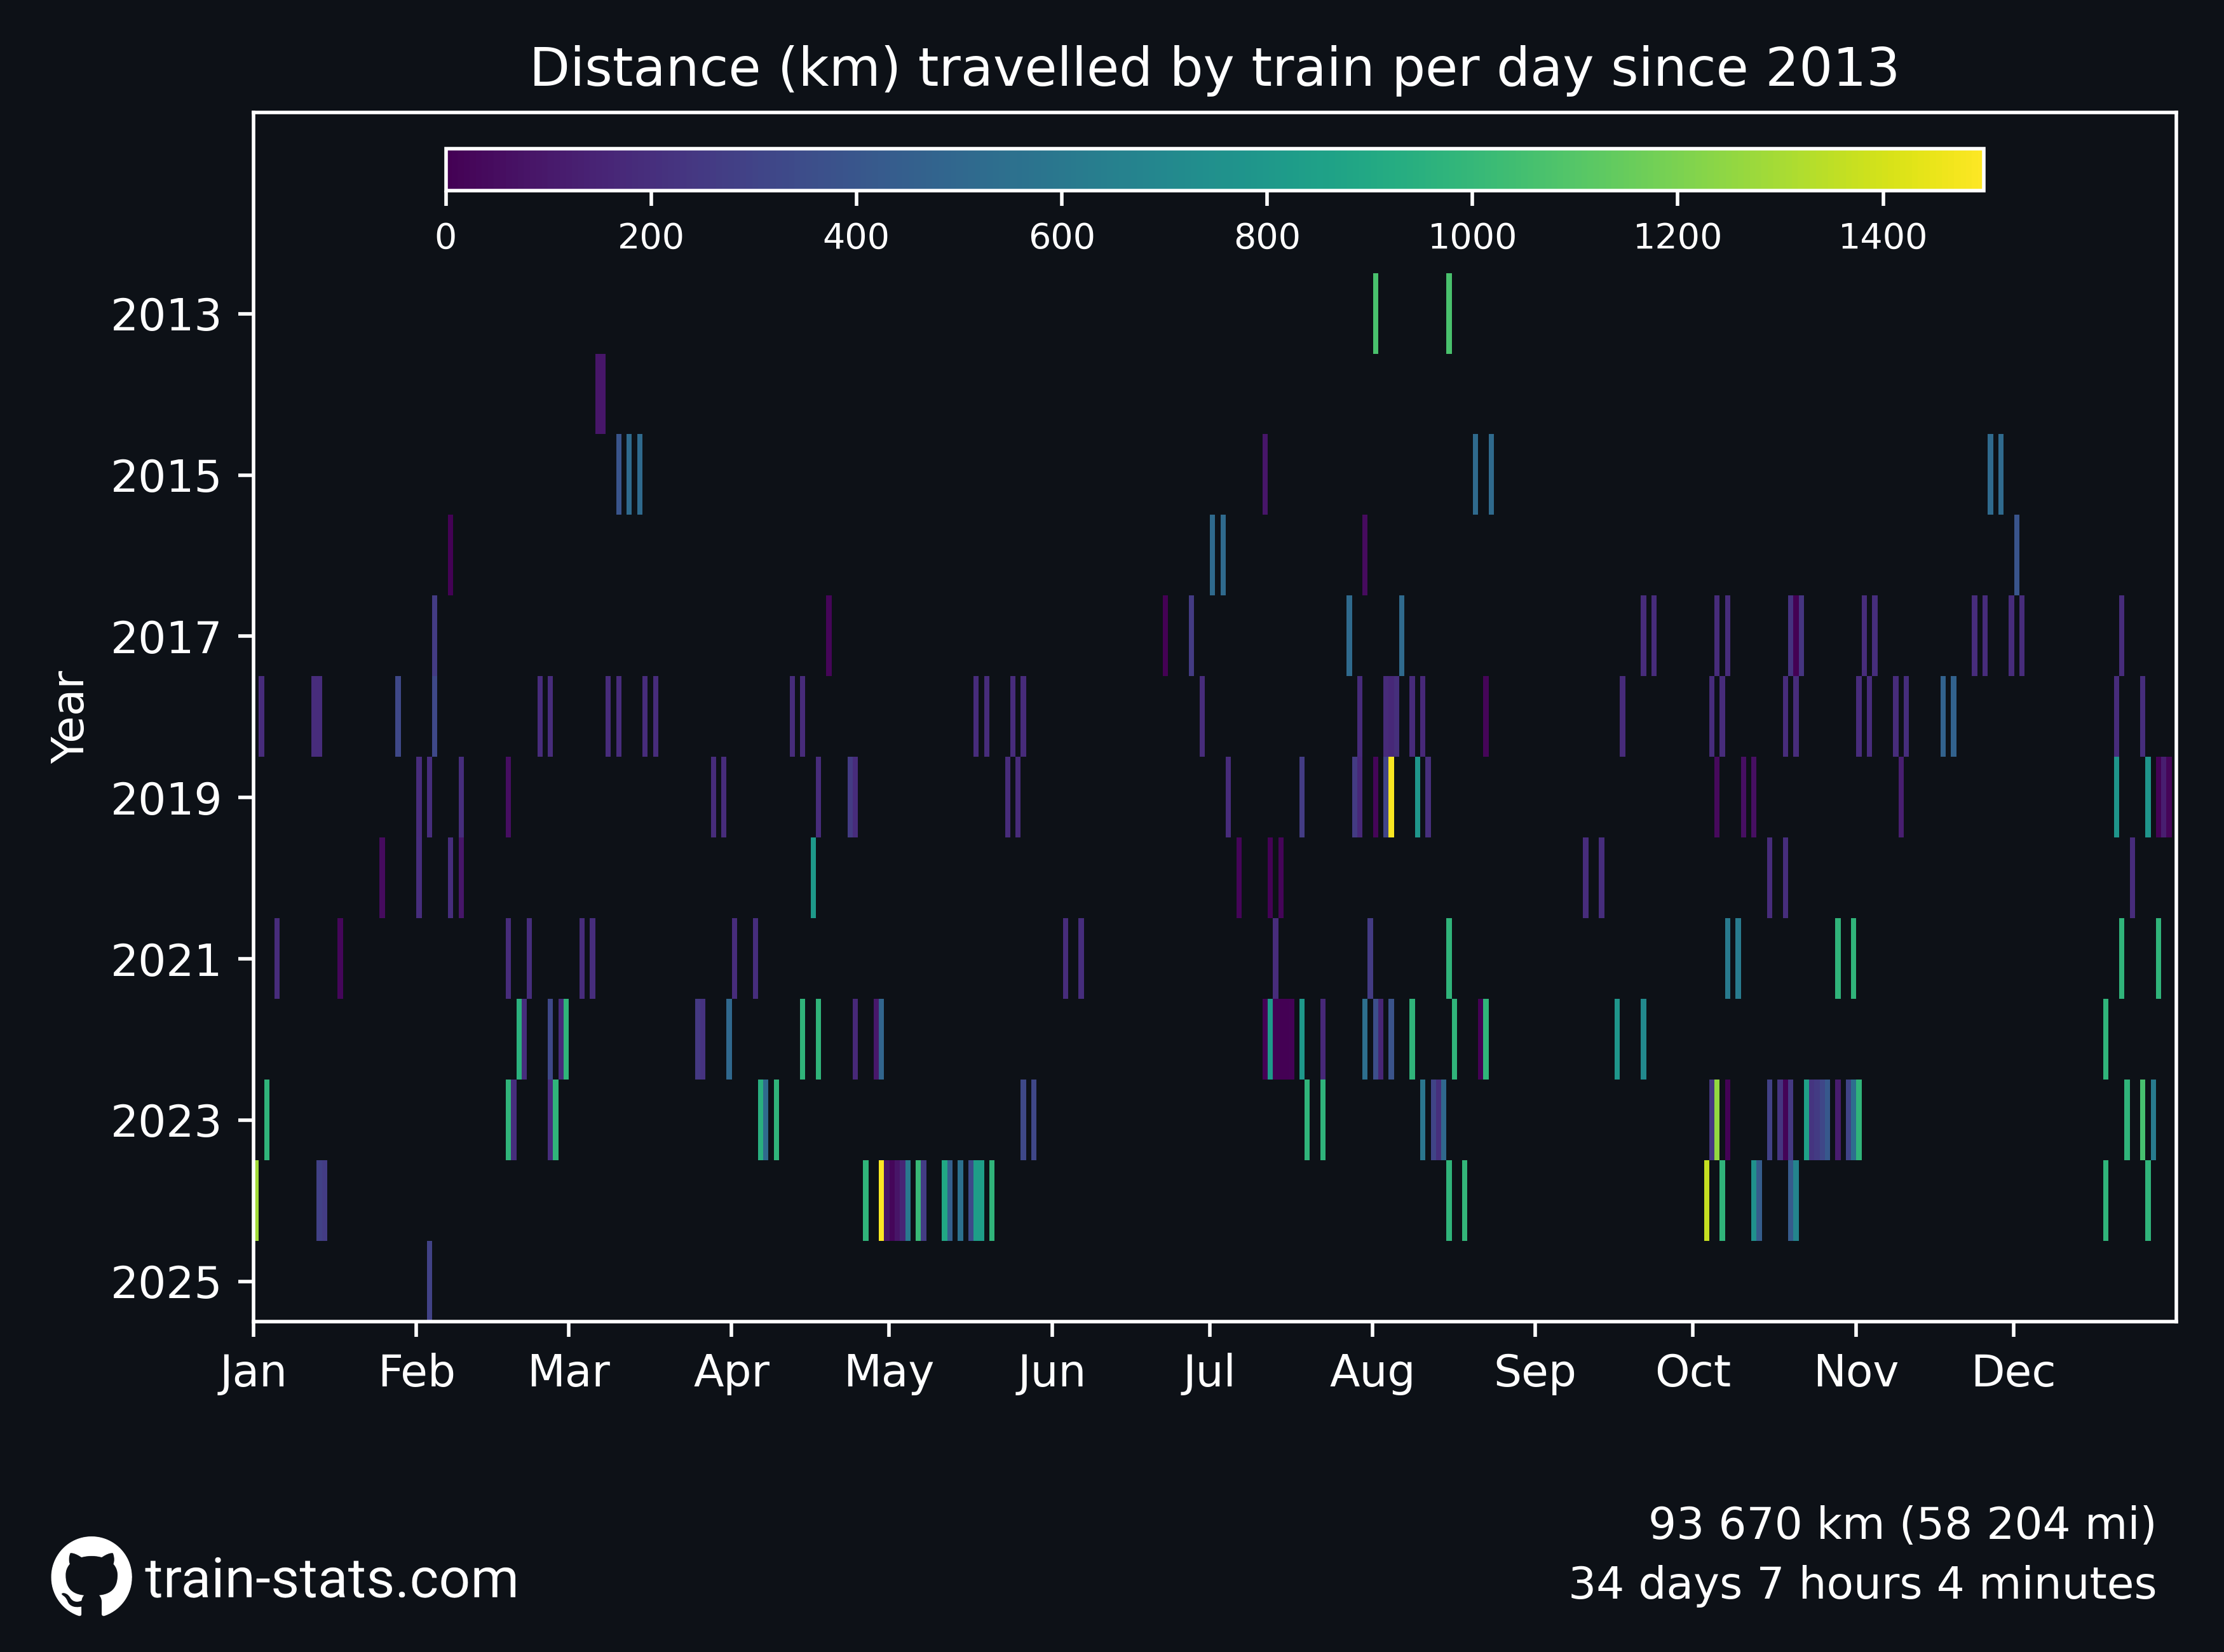 Distance (km) travelled by train per day since 2013
0 200 400 600 800 1000 1200 1400
2013
2015
2017
Year
2019
2021
2023
2025
Jan Feb Mar Apr May Jun Jul Aug Sep Oct Nov Dec
93 670 km (58 204 mi)
train-stats.com
34 days 7 hours 4 minutes